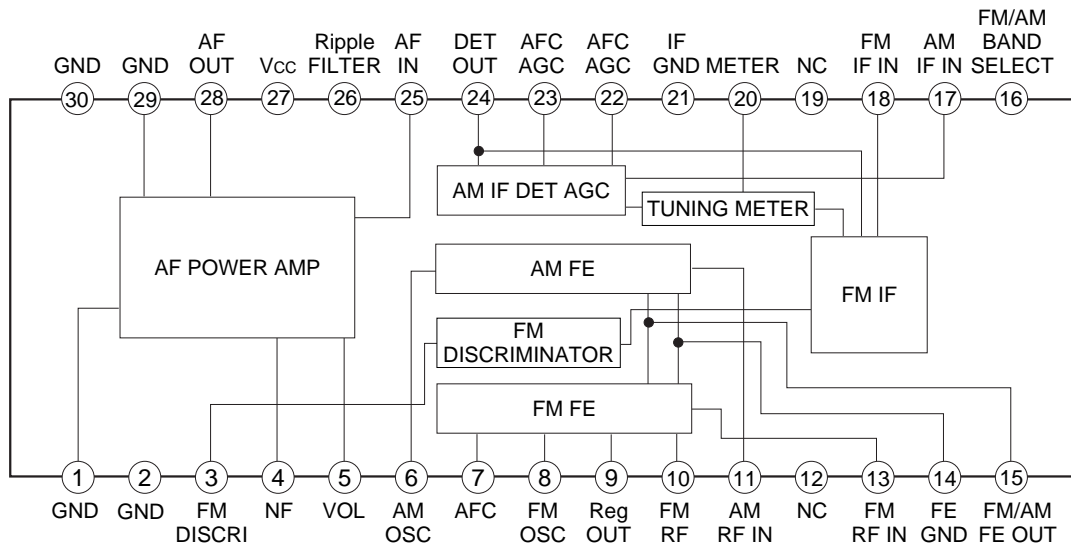 GND
GND
AF
OUT
Vcc
Ripple
FILTER
AF
IN
DET
OUT
AFC
AGC
AFC
AGC
IF
GND
METER
NC
FM
IF IN
AM
IF IN
FM/AM
BAND
SELECT
30 29 28 27 26 25 24 23 22 21 20 19 18 17 16
AM IF DET AGC
TUNING METER
AF POWER AMP
AM FE
FM IF
FM
DISCRIMINATOR
FM FE
1 2 3 4 5 6 7 8 9 10 11 12 13 14 15
GND
GND
FM
DISCRI
NF
VOL
AM
OSC
AFC
FM
OSC
Reg
OUT
FM
RF
AM
RF IN
NC
FM
RF IN
FE
GND
FM/AM
FE OUT